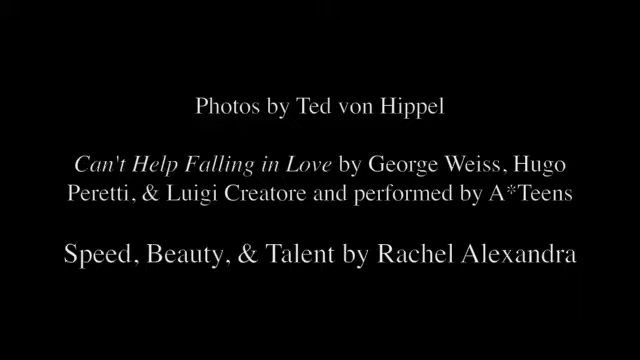 Photos by Ted von Hippel
Can't Help Falling in Love by George Weiss, Hugo
Peretti, & Luigi Creatore and performed by A*Teens
Speed, Beauty, & Talent by Rachel Alexandra